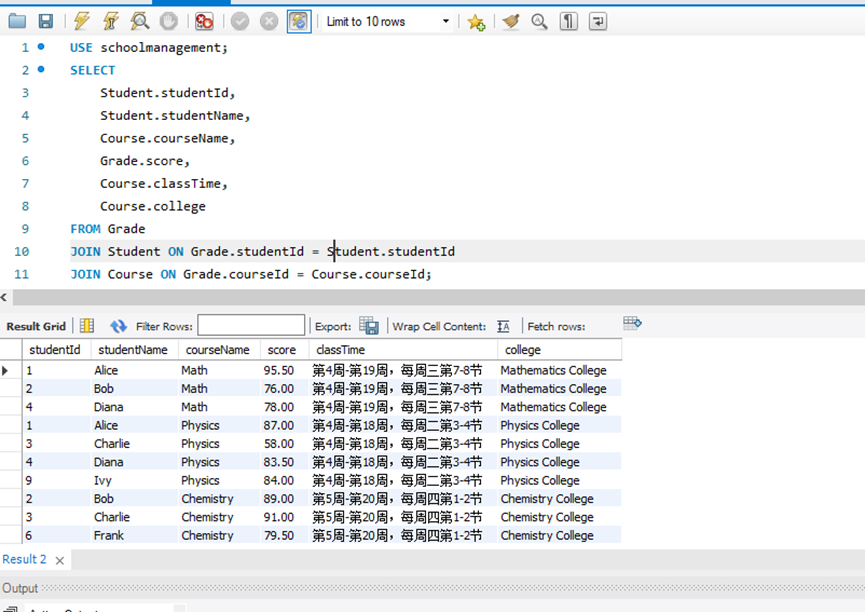 Limit to 10 rows
1 USE schoolmanagement;
2 SELECT
3 Student.studentId,
4 Student.studentName,
5 Course.courseName,
6 Grade.score,
7 Course.classTime,
8 Course.college
9 FROM Grade
10 JOIN Student ON Grade.studentId = Student.studentId
11 JOIN Course ON Grade.courseId = Course.courseId;
Result Grid Filter Rows: Export: Wrap Cell Content: Fetch rows:
studentId studentName courseName score classTime college
1 Alice Math 95.50 第4周-第19周，每周三第7-8节 Mathematics College
2 Bob Math 76.00 第4周-第19周，每周三第7-8节 Mathematics College
4 Diana Math 78.00 第4周-第19周，每周三第7-8节 Mathematics College
1 Alice Physics 87.00 第4周-第18周，每周二第3-4节 Physics College
3 Charlie Physics 58.00 第4周-第18周，每周二第3-4节 Physics College
4 Diana Physics 83.50 第4周-第18周，每周二第3-4节 Physics College
9 Ivy Physics 84.00 第4周-第18周，每周二第3-4节 Physics College
2 Bob Chemistry 89.00 第5周-第20周，每周四第1-2节 Chemistry College
3 Charlie Chemistry 91.00 第5周-第20周，每周四第1-2节 Chemistry College
6 Frank Chemistry 79.50 第5周-第20周，每周四第1-2节 Chemistry College
Result 2
Output